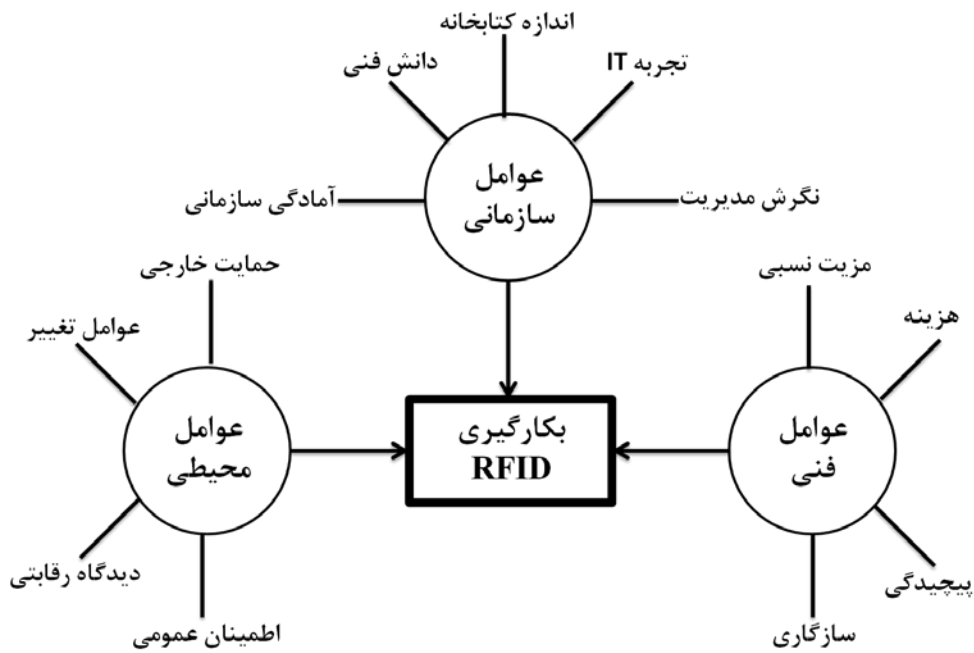 اندازه کتابخانه
تجربه IT
دانش فنی
نگرش مدیریت
آمادگی سازمانی
عوامل
سازمانی
مزیت نسبی
هزینه
عوامل
فنی
پیچیدگی
سازگاری
حمایت خارجی
عوامل تغییر
عوامل
محیطی
دیدگاه رقابتی
اطمینان عمومی
بکارگیری
RFID